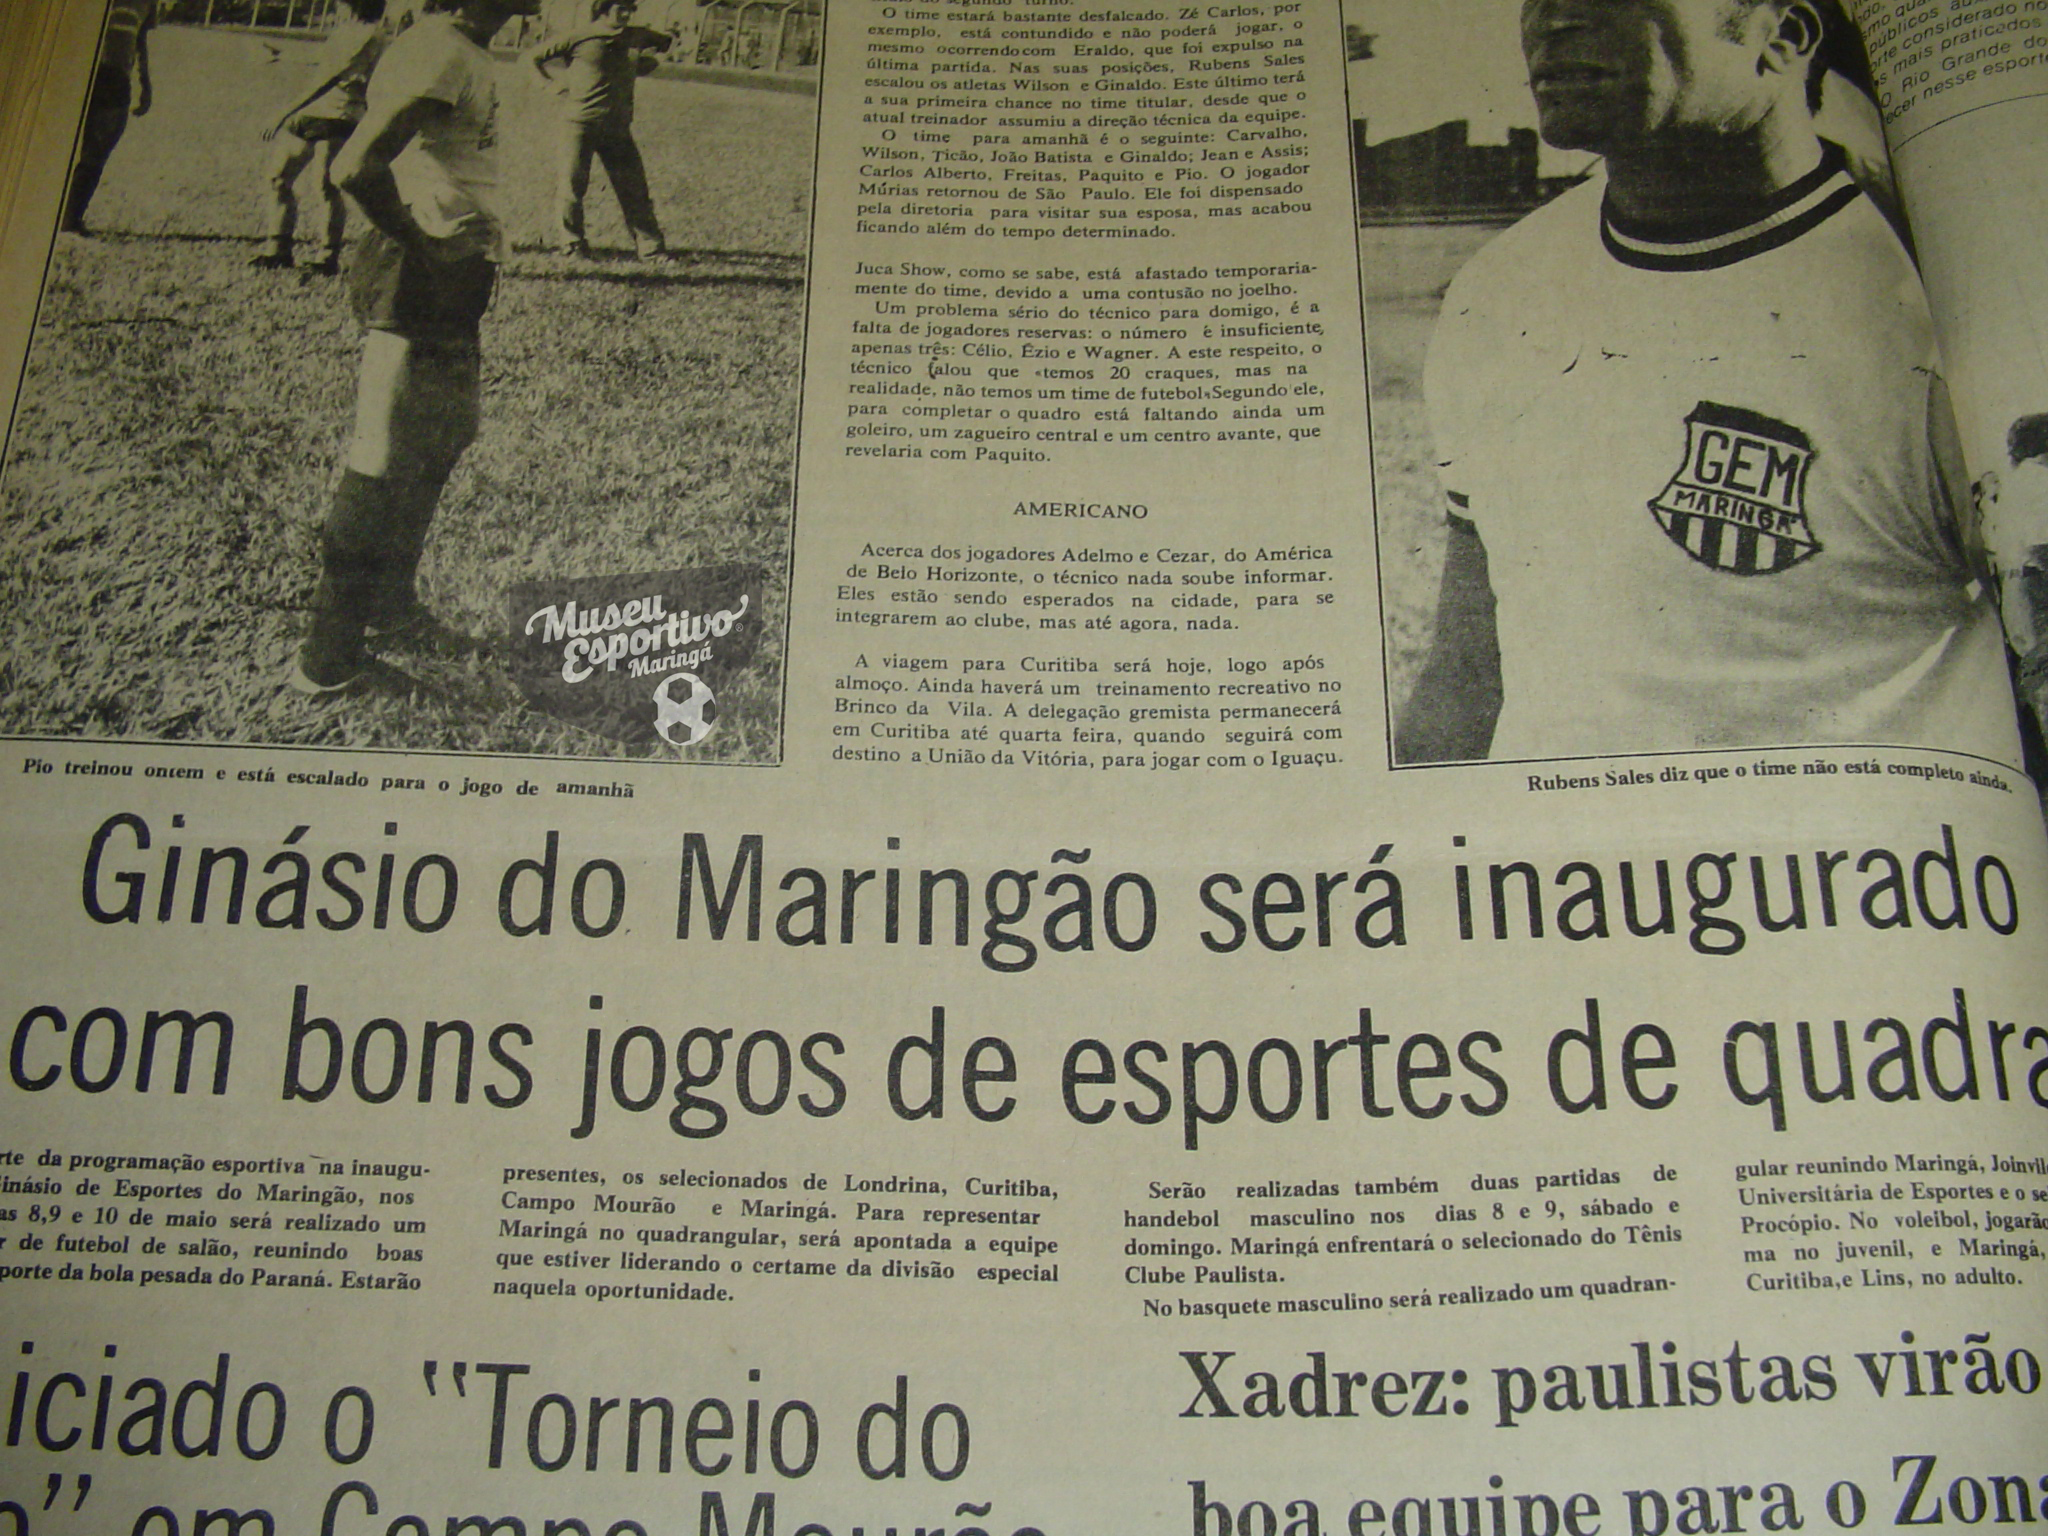 O time estará bastante desfalcado. Zé Carlos, por
exemplo, está contundido e não poderá jogar, o
mesmo ocorrendo com Eraldo, que foi expulso na
última partida. Nas suas posições, Rubens Sales
escalou os atletas Wilson e Ginaldo. Este último terá
a sua primeira chance no time titular, desde que o
atual treinador assumiu a direção técnica da equipe.
O time para amanhã é o seguinte: Carvalho,
Wilson, Ticão, João Batista e Ginaldo; Jean e Assis;
Carlos Alberto, Freitas, Paquito e Pio. O jogador
Múrias retornou de São Paulo. Ele foi dispensado
pela diretoria para visitar sua esposa, mas acabou
ficando além do tempo determinado.
Juca Show, como se sabe, está afastado temporaria-
mente do time, devido a uma contusão no joelho.
Um problema sério do técnico para domigo, é a
falta de jogadores reservas: o número é insuficiente,
apenas três: Célio, Ézio e Wagner. A este respeito, o
técnico falou que «temos 20 craques, mas na
realidade, não temos um time de futebol» Segundo ele,
para completar o quadro está faltando ainda um
goleiro, um zagueiro central e um centro avante, que
revelaria com Paquito.
AMERICANO
Acerca dos jogadores Adelmo e Cezar, do América
de Belo Horizonte, o técnico nada soube informar.
Eles estão sendo esperados na cidade, para se
integrarem ao clube, mas até agora, nada.
A viagem para Curitiba será hoje, logo após
almoço. Ainda haverá um treinamento recreativo no
Brinco da Vila. A delegação gremista permanecerá
em Curitiba até quarta feira, quando seguirá com
destino a União da Vitória, para jogar com o Iguaçu.
GEM
MARINGÁ
Museu
Esportivo®
Maringá
Pio treinou ontem e está escalado para o jogo de amanhã
Rubens Sales diz que o time não está completo ainda.
Ginásio do Maringão será inaugurado
com bons jogos de esportes de quadra
rte da programação esportiva na inaugu-
inásio de Esportes do Maringão, nos
as 8,9 e 10 de maio será realizado um
r de futebol de salão, reunindo boas
porte da bola pesada do Paraná. Estarão
presentes, os selecionados de Londrina, Curitiba,
Campo Mourão e Maringá. Para representar
Maringá no quadrangular, será apontada a equipe
que estiver liderando o certame da divisão especial
naquela oportunidade.
Serão realizadas também duas partidas de
handebol masculino nos dias 8 e 9, sábado e
domingo. Maringá enfrentará o selecionado do Tênis
Clube Paulista.
No basquete masculino será realizado um quadran-
gular reunindo Maringá, Joinvile
Universitária de Esportes e o se
Procópio. No voleibol, jogarão
ma no juvenil, e Maringá,
Curitiba,e Lins, no adulto.
iciado o "Torneio do
" em Campo Mourão
Xadrez: paulistas virão
boa equipe para o Zona